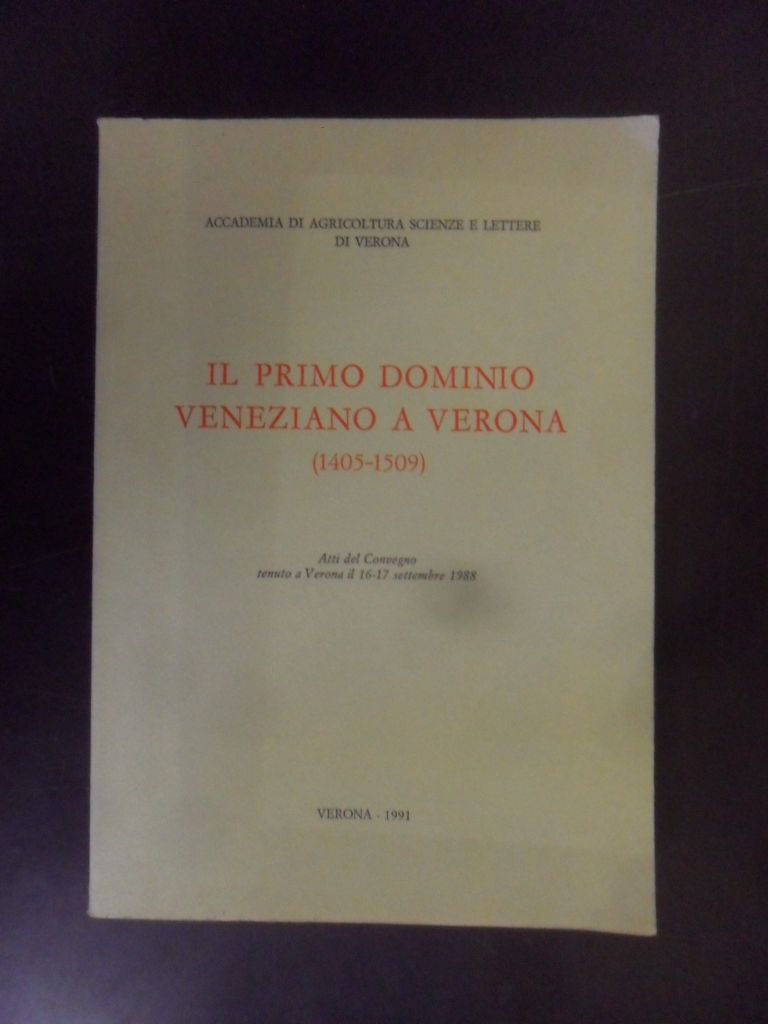 ACCADEMIA DI AGRICOLTURA SCIENZE E LETTERE
DI VERONA
IL PRIMO DOMINIO
VENEZIANO A VERONA
(1405-1509)
Atti del Convegno
tenuto a Verona il 16-17 settembre 1988
VERONA - 1991